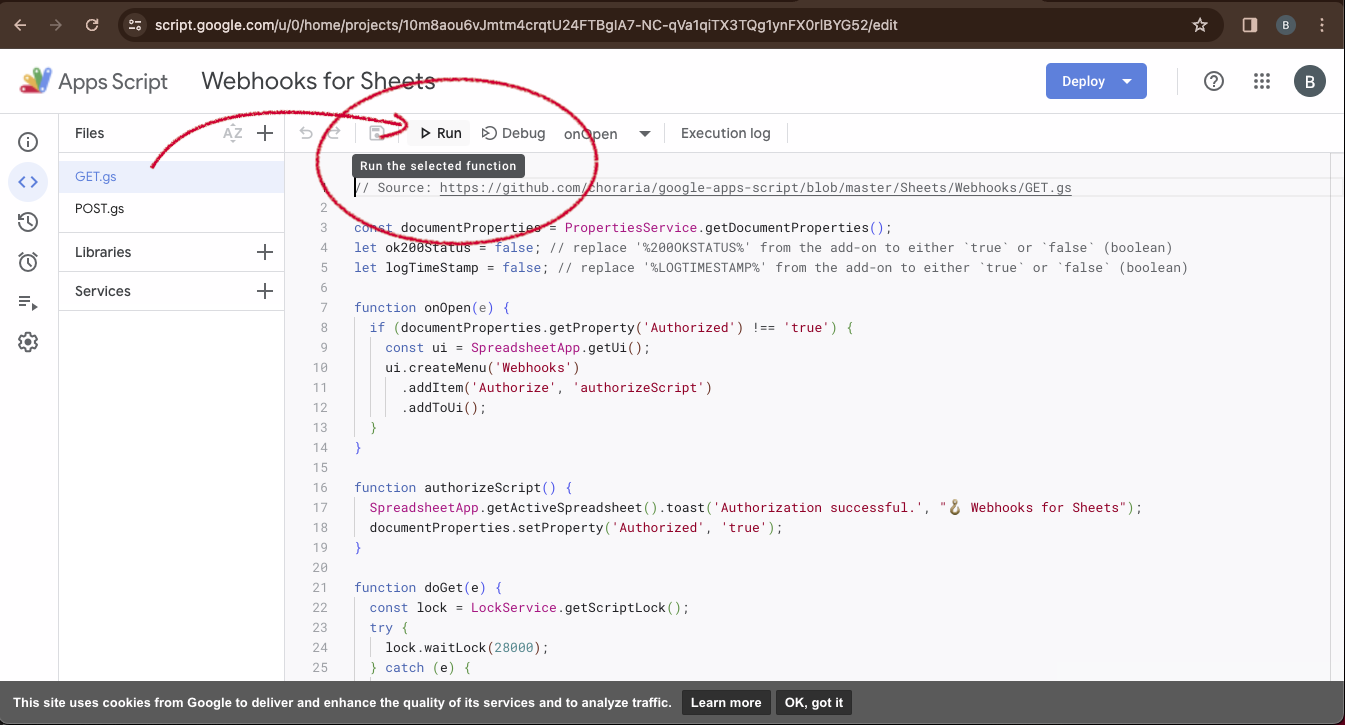 script.google.com/u/0/home/projects/10m8aou6vJmtm4crqtU24FTBgIA7-NC-qVa1qiTX3TQg1ynFX0rlBYG52/edit
B
Apps Script
Webhooks for Sheets
Deploy
B
Files
AZ
Run
Debug
onOpen
Execution log
Run the selected function
GET.gs
POST.gs
Libraries
Services
// Source: https://github.com/choraria/google-apps-script/blob/master/Sheets/Webhooks/GET.gs
2
3 const documentProperties = PropertiesService.getDocumentProperties();
4 let ok200Status = false; // replace '%200OKSTATUS%' from the add-on to either `true` or `false` (boolean)
5 let logTimeStamp = false; // replace '%LOGTIMESTAMP%' from the add-on to either `true` or `false` (boolean)
6
7 function onOpen(e) {
8 if (documentProperties.getProperty('Authorized') !== 'true') {
9 const ui = SpreadsheetApp.getUi();
10 ui.createMenu('Webhooks')
11 .addItem('Authorize', 'authorizeScript')
12 .addToUi();
13 }
14 }
15
16 function authorizeScript() {
17 SpreadsheetApp.getActiveSpreadsheet().toast('Authorization successful.', "🪝 Webhooks for Sheets");
18 documentProperties.setProperty('Authorized', 'true');
19 }
20
21 function doGet(e) {
22 const lock = LockService.getScriptLock();
23 try {
24 lock.waitLock(28000);
25 } catch (e) {
This site uses cookies from Google to deliver and enhance the quality of its services and to analyze traffic.
Learn more
OK, got it